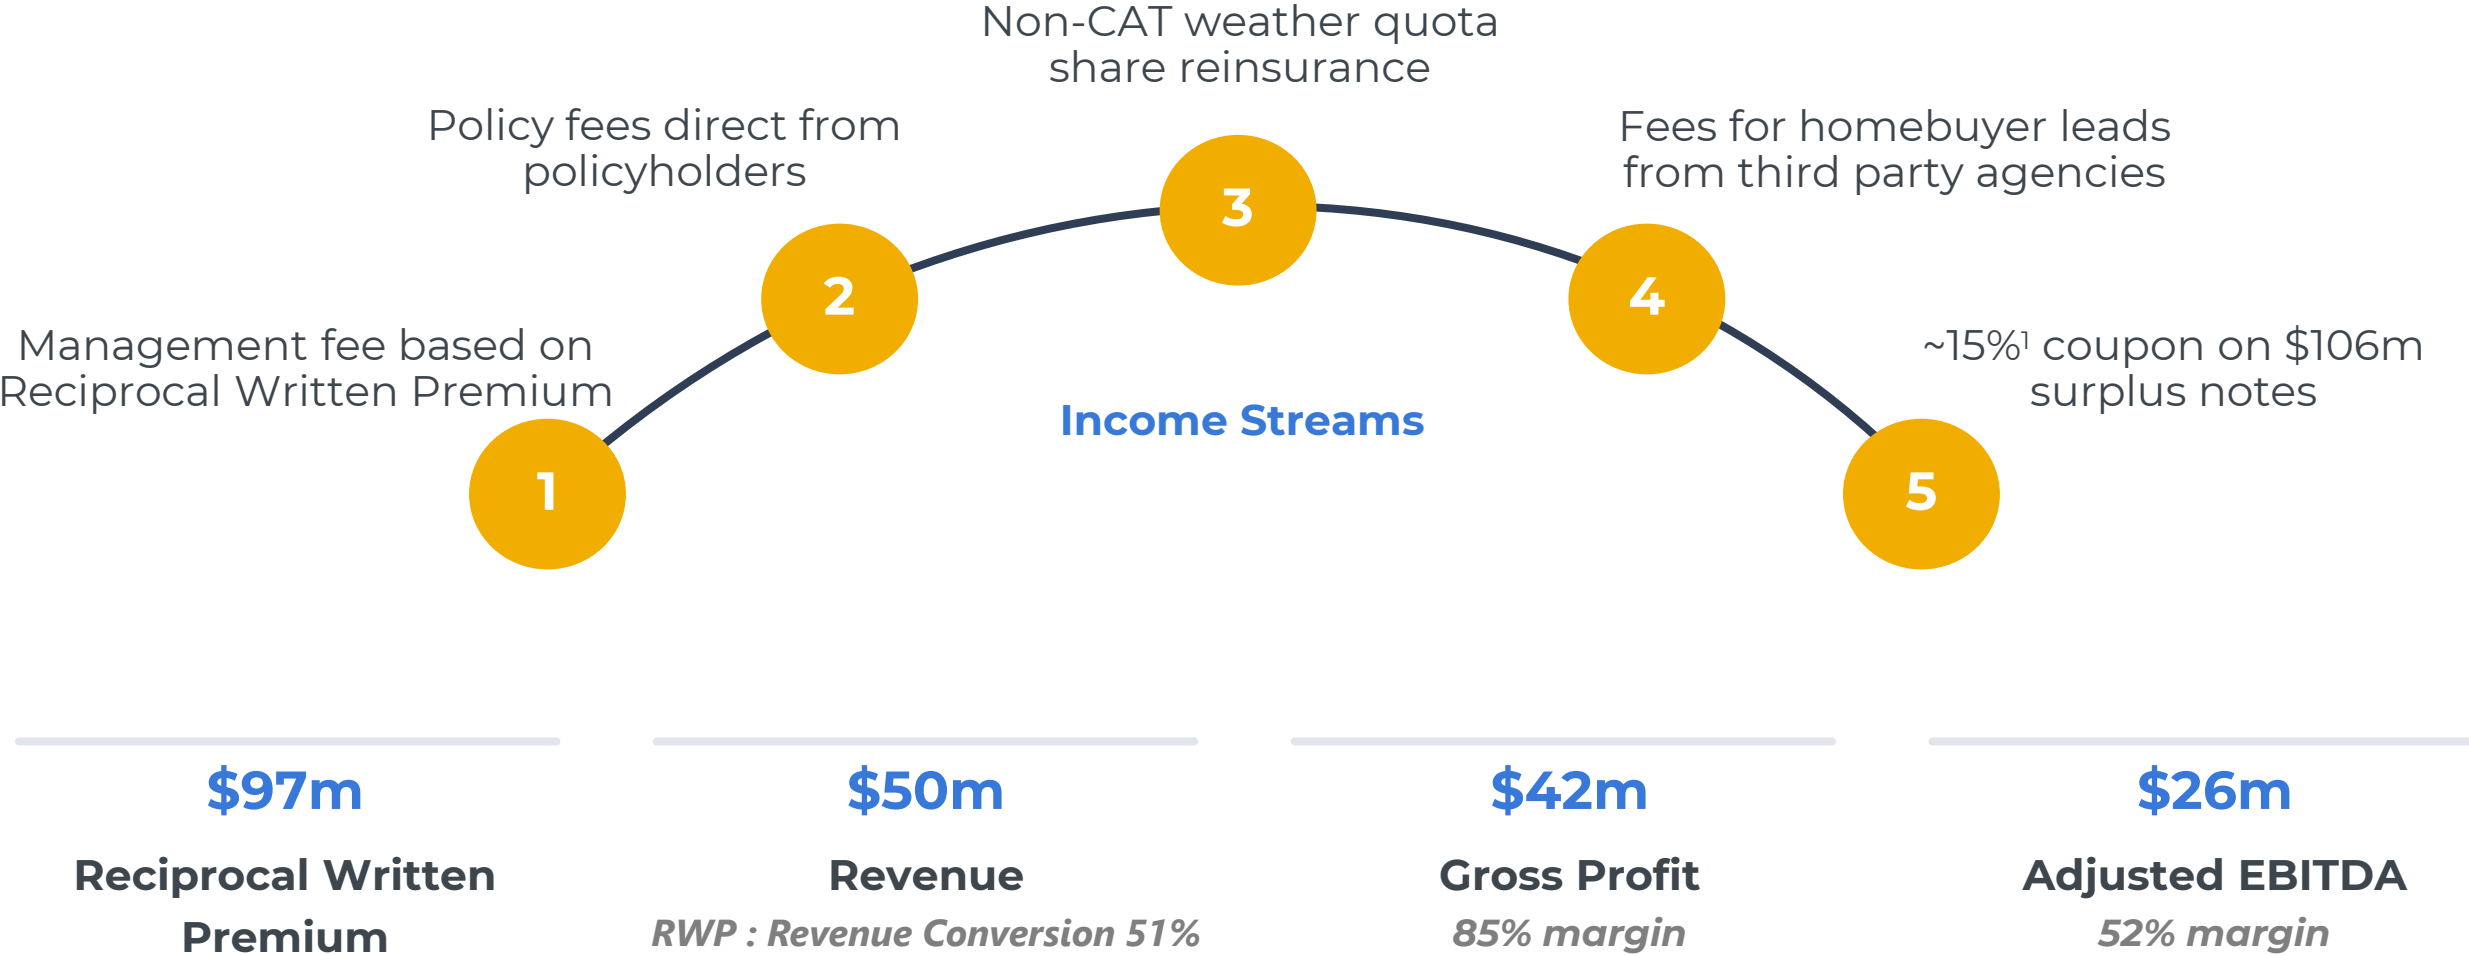 Non-CAT weather quota
share reinsurance
Policy fees direct from
policyholders
Fees for homebuyer leads
from third party agencies
3
2
4
Management fee based on
Reciprocal Written Premium
~15%¹ coupon on $106m
surplus notes
Income Streams
1
5
$97m
Reciprocal Written
Premium
$50m
Revenue
RWP : Revenue Conversion 51%
$42m
Gross Profit
85% margin
$26m
Adjusted EBITDA
52% margin